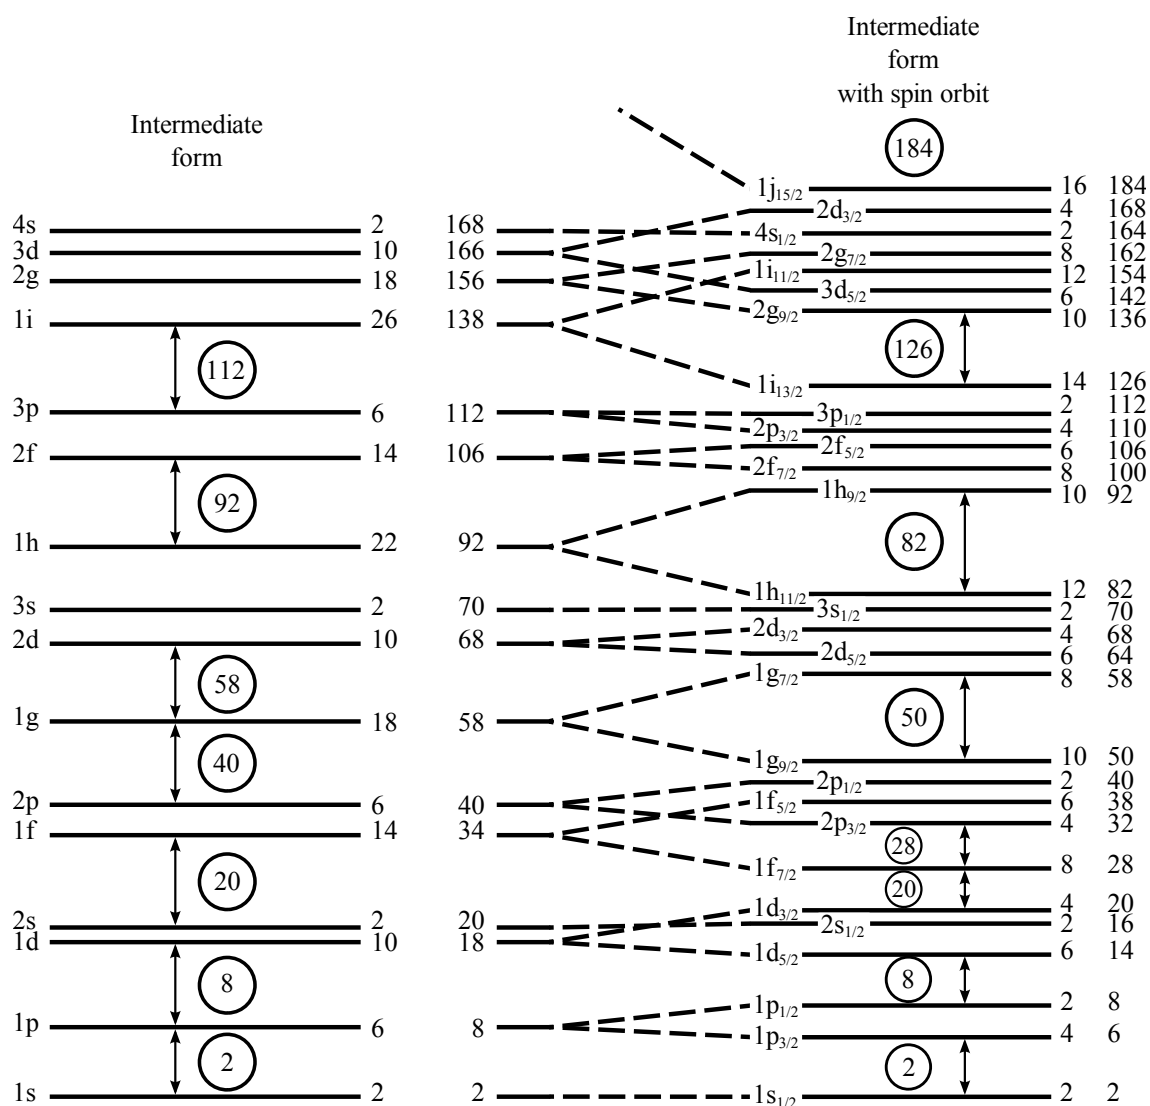 Intermediate
form
with spin orbit
Intermediate
form
184
1j15/2 16 184
2d3/2 4 168
4s 2 168 4s1/2 2 164
3d 10 166 2g7/2 8 162
2g 18 156 1i11/2 12 154
3d5/2 6 142
1i 26 138 2g9/2 10 136
112 126
1i13/2 14 126
3p 6 112 3p1/2 2 112
2p3/2 4 110
2f 14 106 2f5/2 6 106
2f7/2 8 100
92 1h9/2 10 92
1h 22 92 82
1h11/2 12 82
3s 2 70 3s1/2 2 70
2d 10 68 2d3/2 4 68
2d5/2 6 64
58 1g7/2 8 58
1g 18 58 50
40 1g9/2 10 50
2p1/2 2 40
2p 6 40 1f5/2 6 38
1f 14 34 2p3/2 4 32
28
1f7/2 8 28
20 20
1d3/2 4 20
2s 2 20 2s1/2 2 16
1d 10 18 1d5/2 6 14
8 8
1p1/2 2 8
1p 6 8 1p3/2 4 6
2 2
1s 2 2 1s1/2 2 2